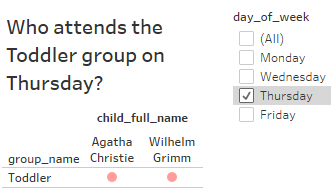 Who attends the
Toddler group on
Thursday?
child_full_name
Agatha Wilhelm
group_name Christie Grimm
Toddler
day_of_week
(All)
Monday
Wednesday
Thursday
Friday